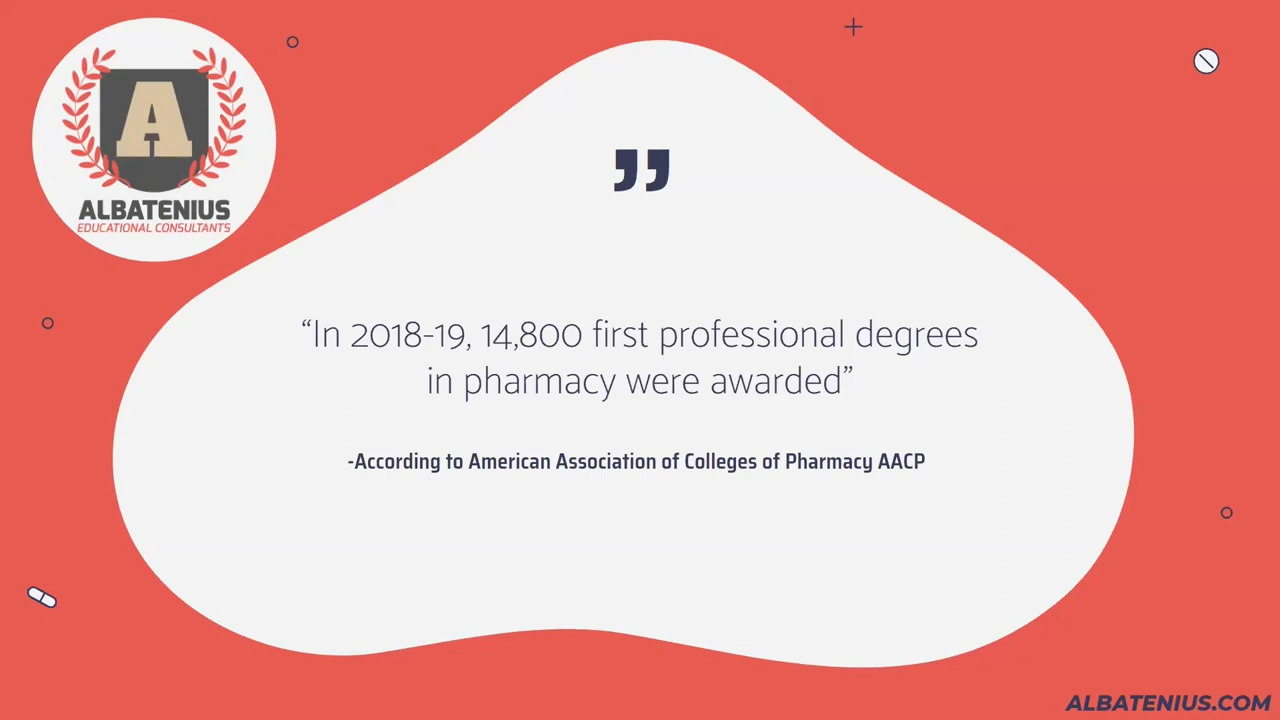 A
ALBATENIUS
EDUCATIONAL CONSULTANTS
”
“In 2018-19, 14,800 first professional degrees
in pharmacy were awarded”
-According to American Association of Colleges of Pharmacy AACP
ALBATENIUS.COM